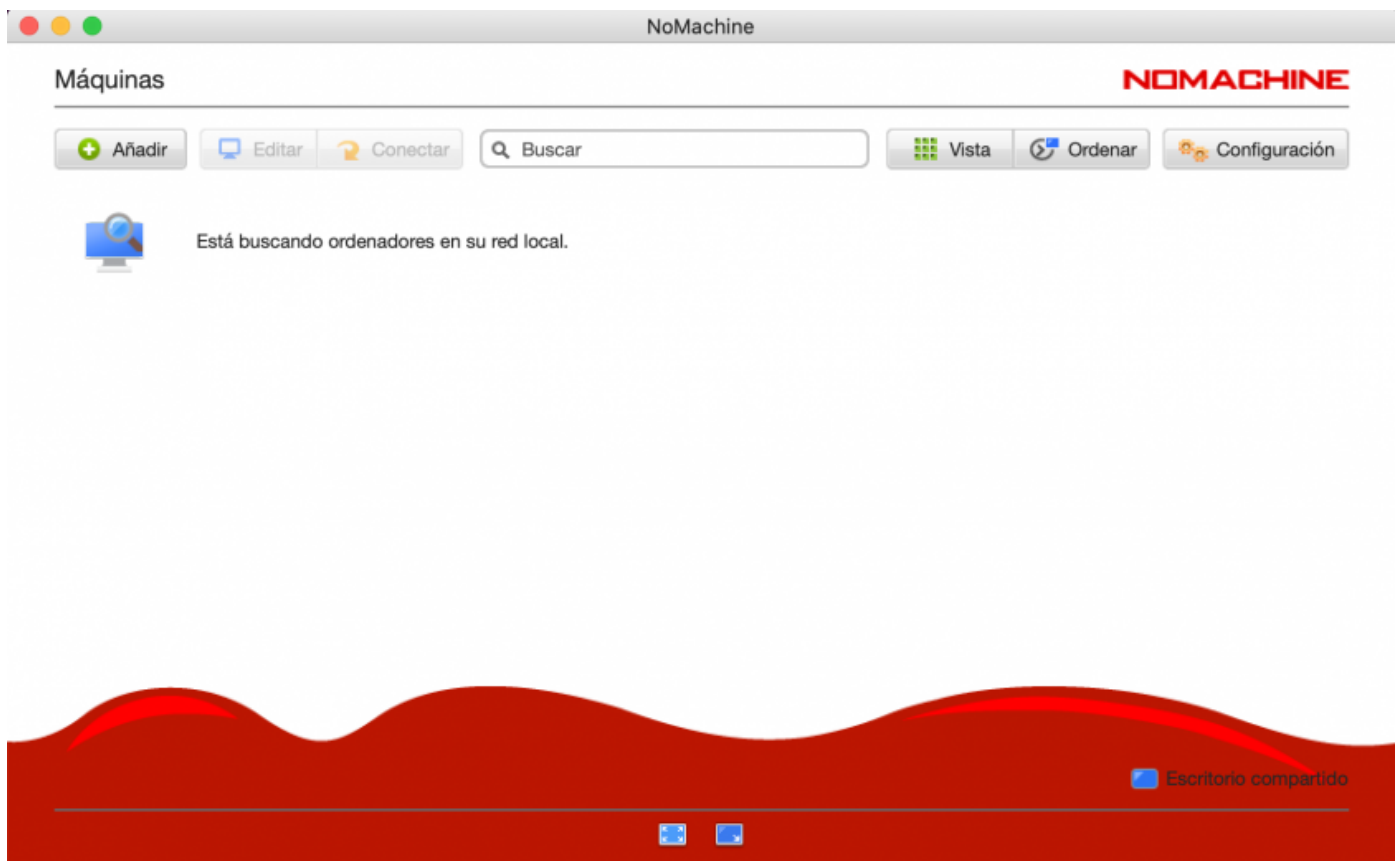 NoMachine
Máquinas
NOMACHINE
Añadir Editar Conectar Buscar Vista Ordenar Configuración
Está buscando ordenadores en su red local.
Escritorio compartido